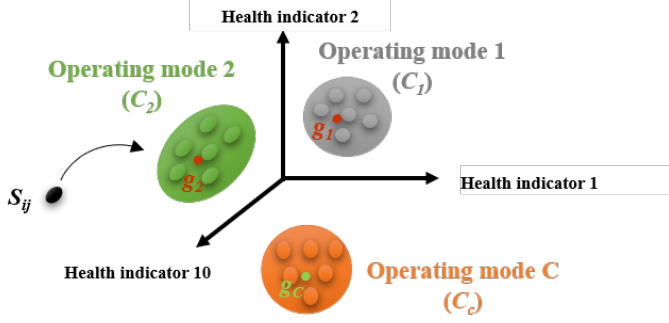 Health indicator 2
Operating mode 1
(C1)
Operating mode 2
(C2)
g1
g2
Sij
Health indicator 1
Health indicator 10
gC
Operating mode C
(Cc)